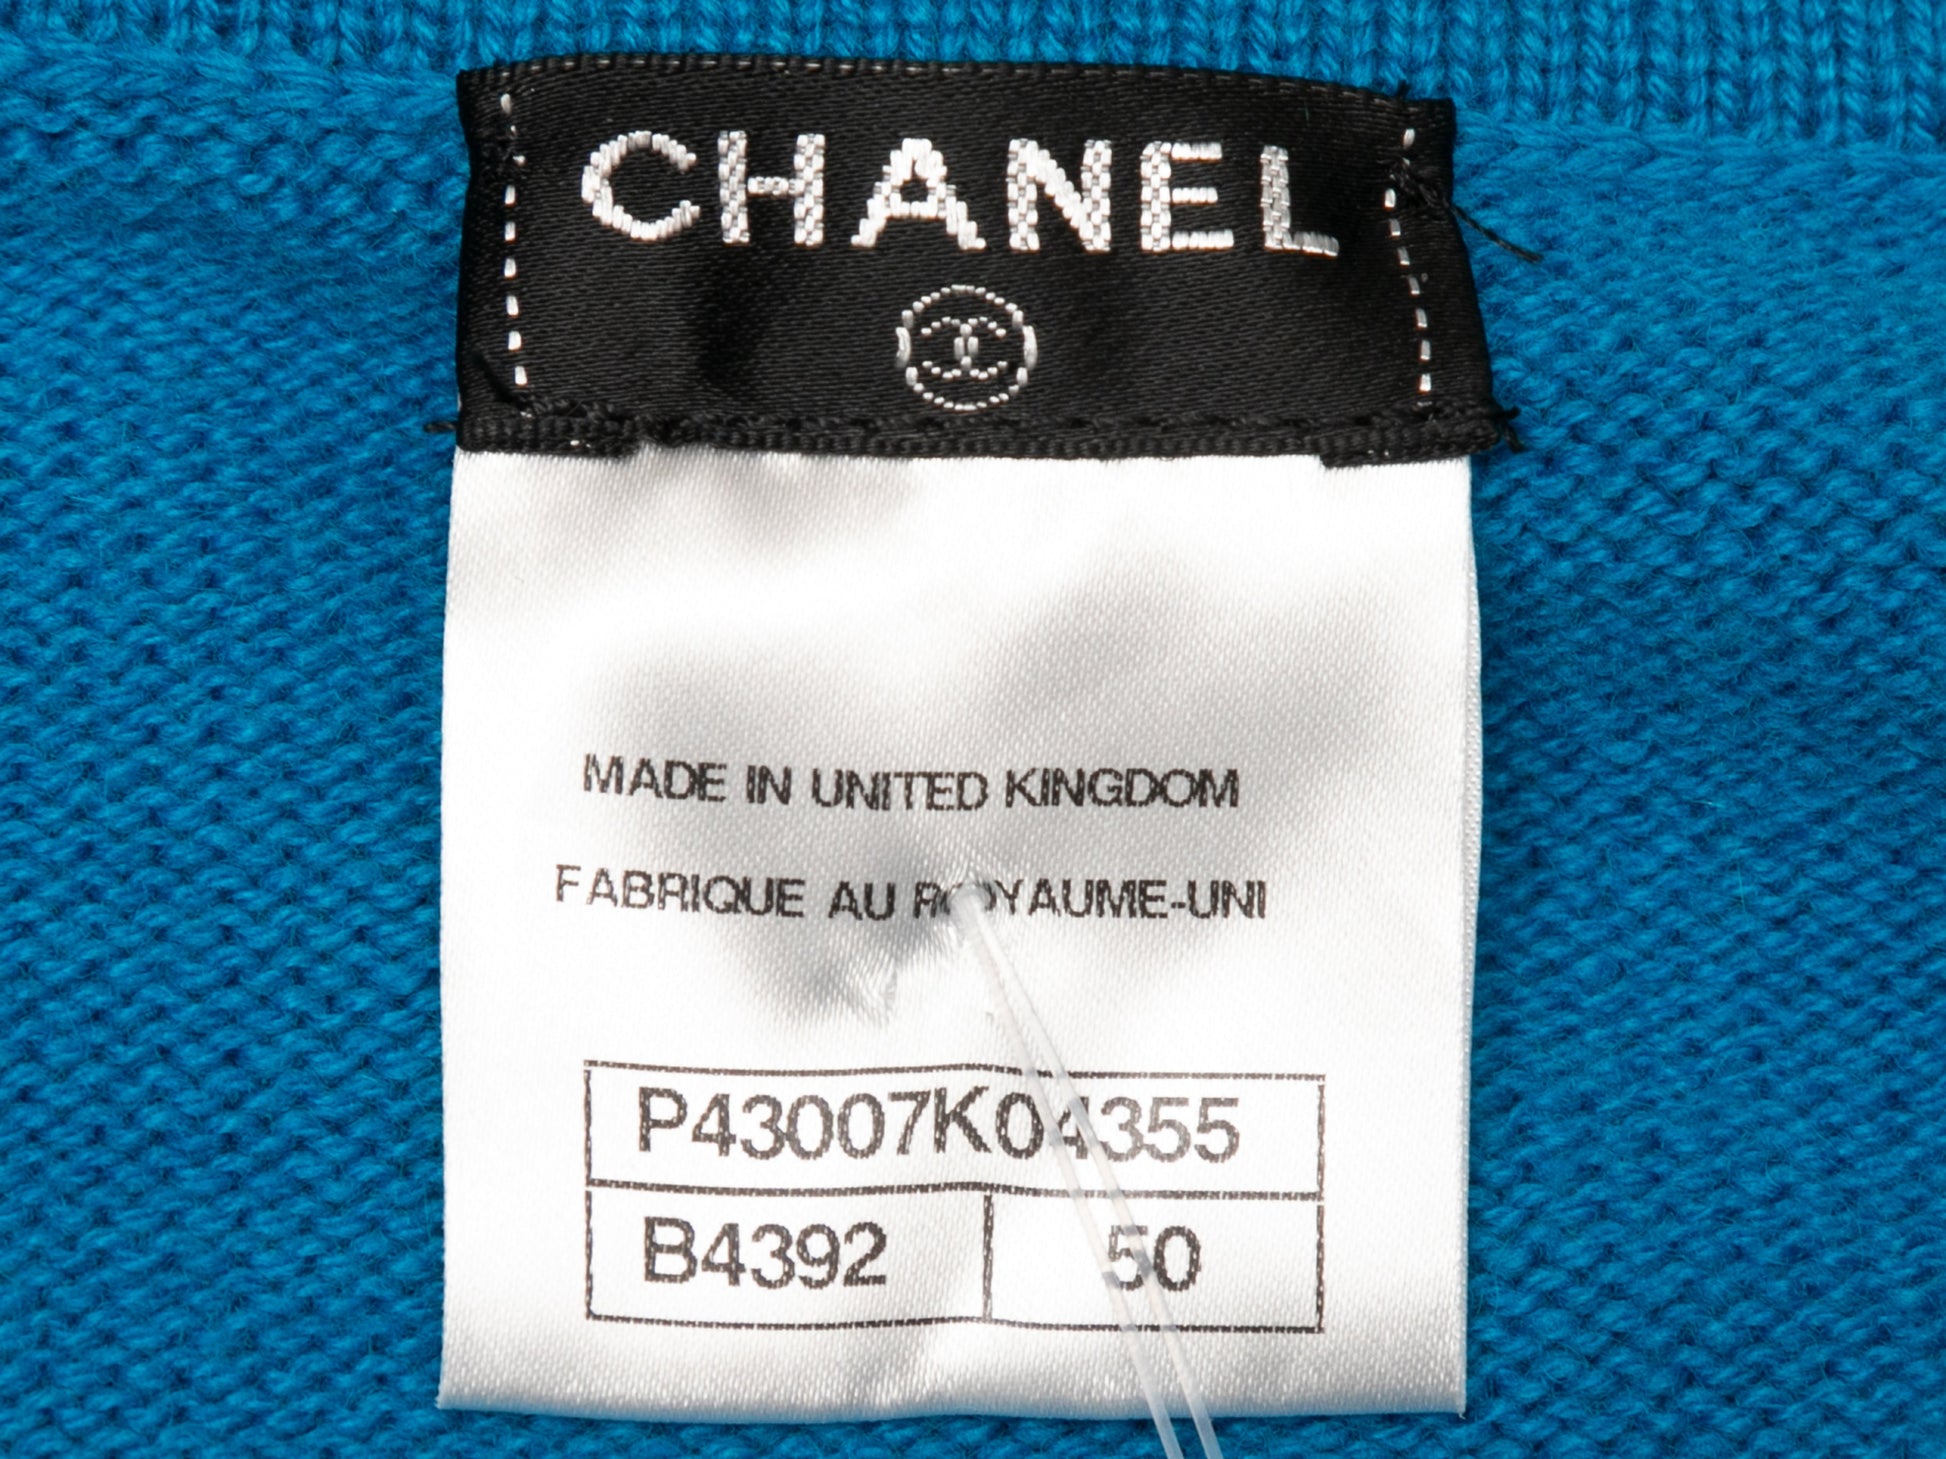 CHANEL
MADE IN UNITED KINGDOM
FABRIQUE AU ROYAUME-UNI
P43007K04355
B4392 50